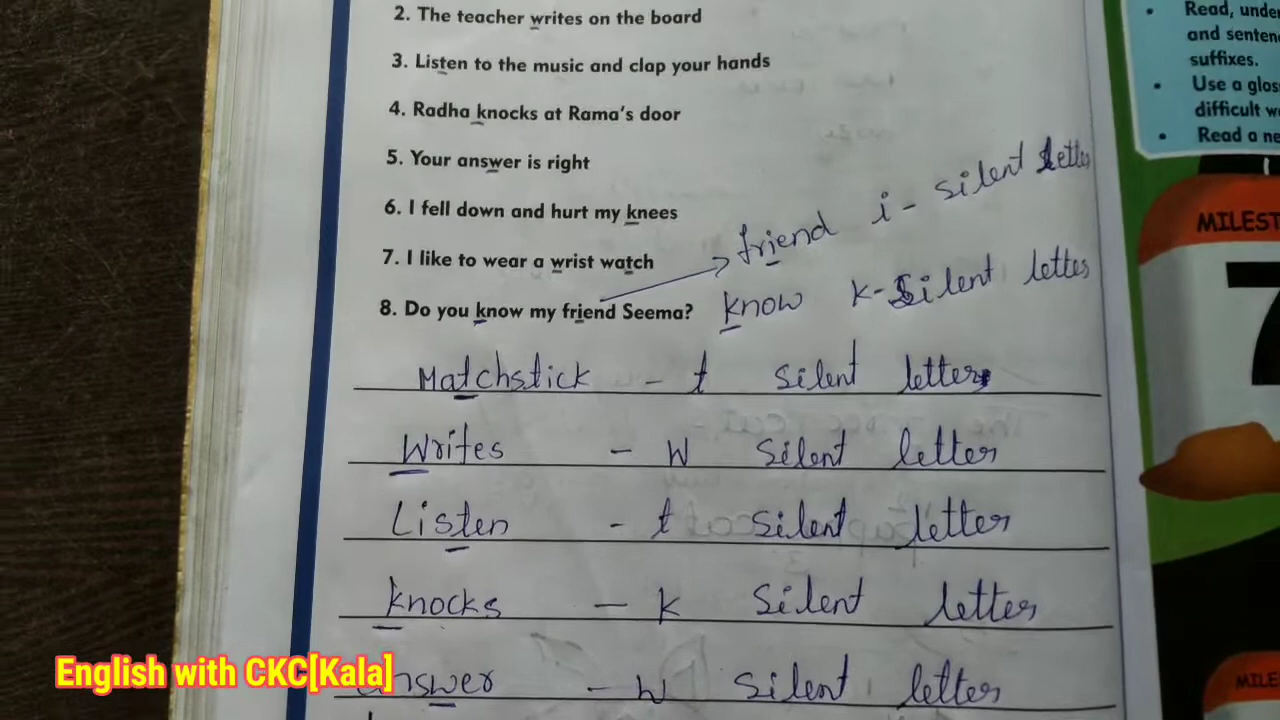 2. The teacher writes on the board
3. Listen to the music and clap your hands
4. Radha knocks at Rama's door
5. Your answer is right
6. I fell down and hurt my knees
7. I like to wear a wrist watch
8. Do you know my friend Seema?
friend i - silent letter
know k - Silent letter
Matchstick - t silent letter
Writes - W Silent letter
Listen - t silent letter
knocks - k Silent letter
answer - W silent letter
Read, under
and senten
suffixes.
Use a glos
difficult w
Read a ne
MILEST
7
MILE
English with CKC[Kala]